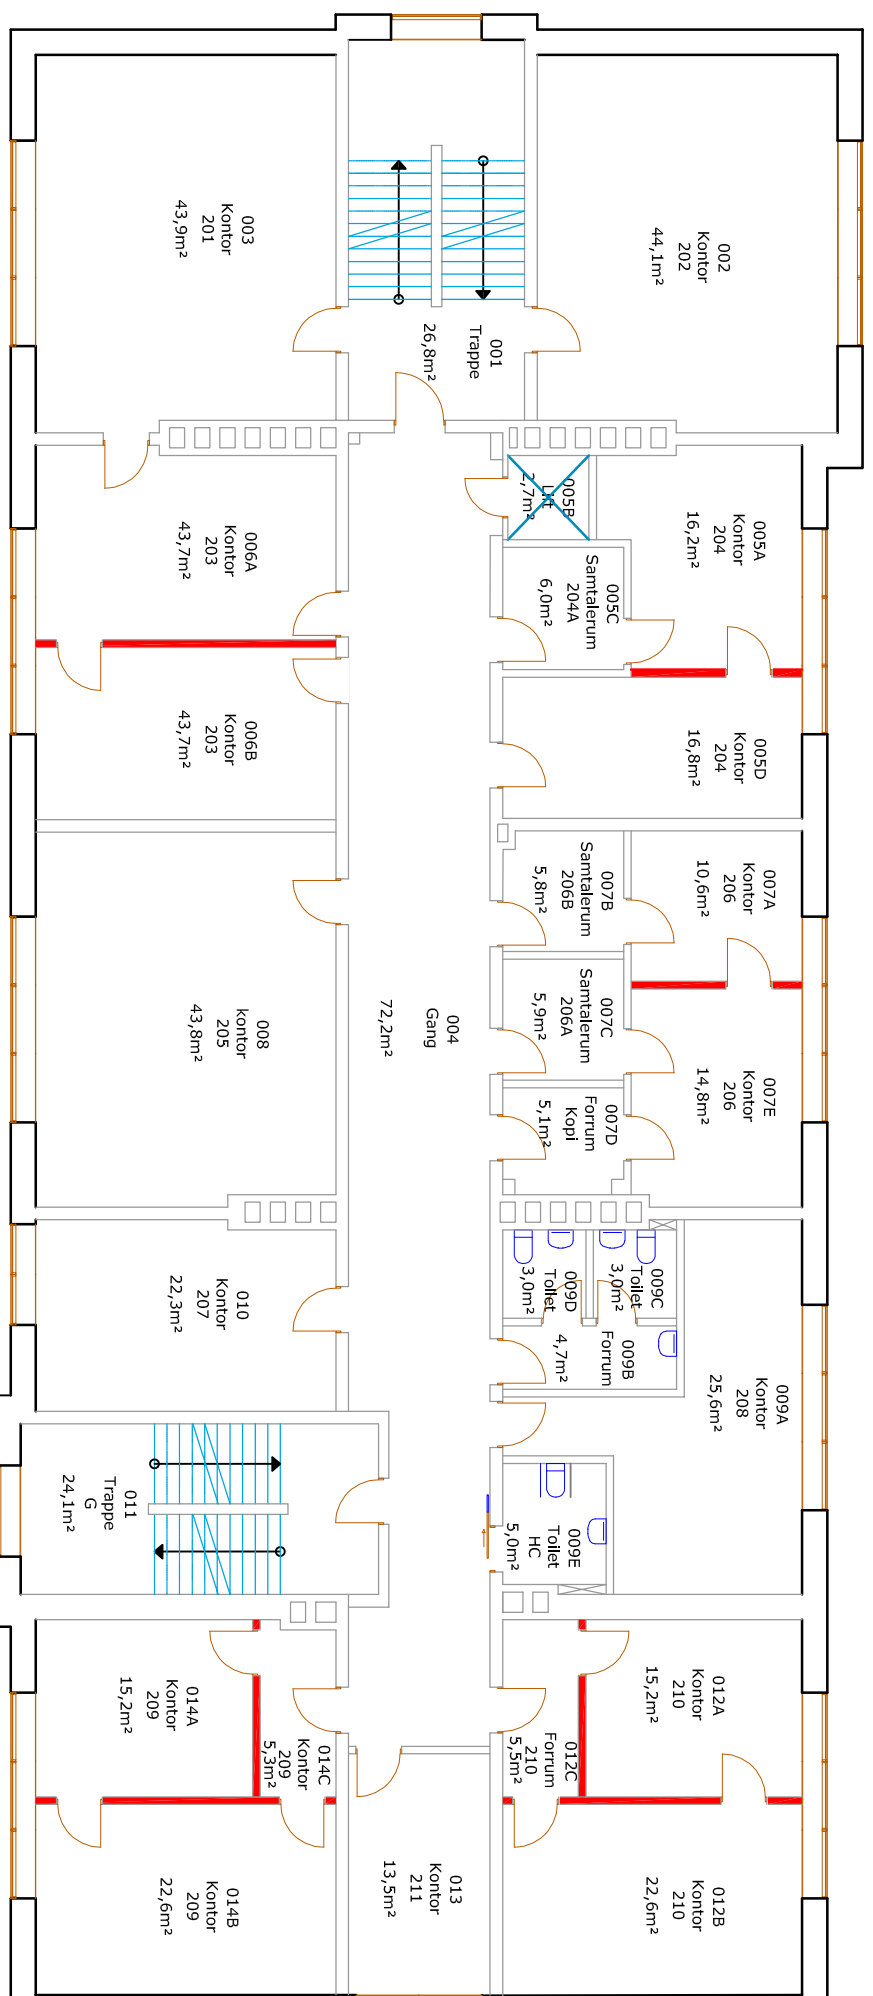 003
Kontor
201
43,9m²
002
Kontor
202
44,1m²
001
Trappe
26,8m²
006A
Kontor
203
43,7m²
005B
Lift
2,7m²
005A
Kontor
204
16,2m²
005C
Samtalerum
204A
6,0m²
006B
Kontor
203
43,7m²
005D
Kontor
204
16,8m²
007B
Samtalerum
206B
5,8m²
007A
Kontor
206
10,6m²
008
kontor
205
43,8m²
004
Gang
72,2m²
007C
Samtalerum
206A
5,9m²
007E
Kontor
206
14,8m²
007D
Forrum
Kopi
5,1m²
010
Kontor
207
22,3m²
009D
Toilet
3,0m²
009C
Toilet
3,0m²
009B
Forrum
4,7m²
009A
Kontor
208
25,6m²
011
Trappe
G
24,1m²
009E
Toilet
HC
5,0m²
014A
Kontor
209
15,2m²
014C
Kontor
209
5,3m²
012C
Forrum
210
5,5m²
012A
Kontor
210
15,2m²
014B
Kontor
209
22,6m²
013
Kontor
211
13,5m²
012B
Kontor
210
22,6m²